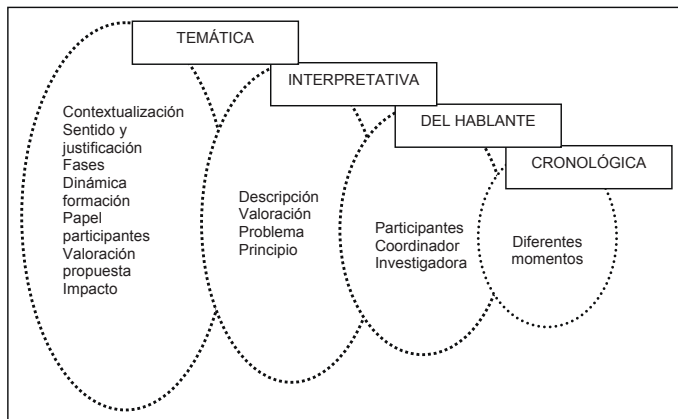 TEMÁTICA
Contextualización
Sentido y
justificación
Fases
Dinámica
formación
Papel
participantes
Valoración
propuesta
Impacto
INTERPRETATIVA
Descripción
Valoración
Problema
Principio
DEL HABLANTE
Participantes
Coordinador
Investigadora
CRONOLÓGICA
Diferentes
momentos